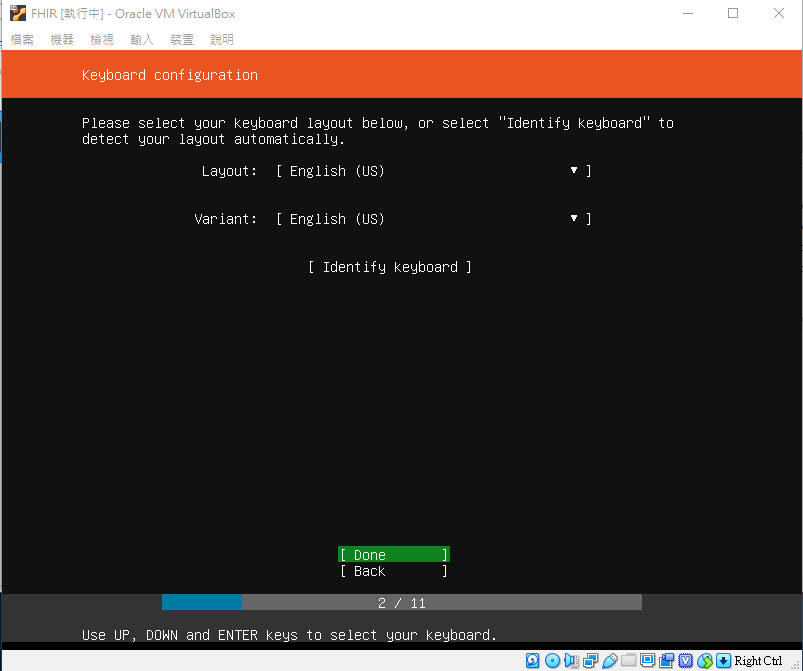 FHIR [執行中] - Oracle VM VirtualBox
檔案 機器 檢視 輸入 裝置 說明
Keyboard configuration
Please select your keyboard layout below, or select "Identify keyboard" to
detect your layout automatically.
Layout: [ English (US) ▼ ]
Variant: [ English (US) ▼ ]
[ Identify keyboard ]
[ Done ]
[ Back ]
2 / 11
Use UP, DOWN and ENTER keys to select your keyboard.
Right Ctrl